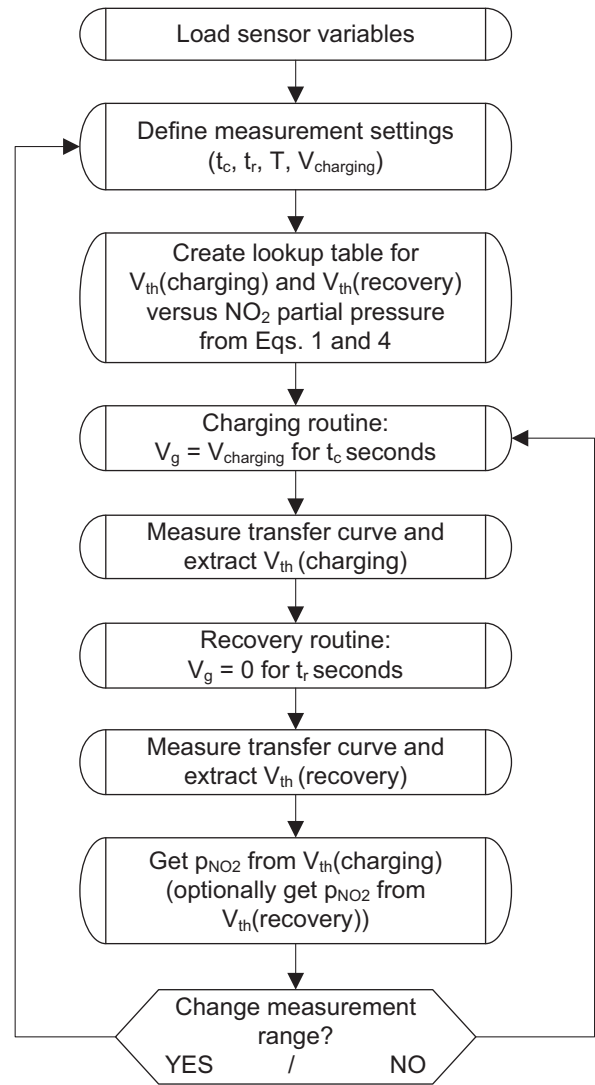 Load sensor variables
Define measurement settings
(tc, tr, T, Vcharging)
Create lookup table for
Vth(charging) and Vth(recovery)
versus NO2 partial pressure
from Eqs. 1 and 4
Charging routine:
Vg = Vcharging for tc seconds
Measure transfer curve and
extract Vth (charging)
Recovery routine:
Vg = 0 for tr seconds
Measure transfer curve and
extract Vth (recovery)
Get pNO2 from Vth(charging)
(optionally get pNO2 from
Vth(recovery))
Change measurement
range?
YES / NO